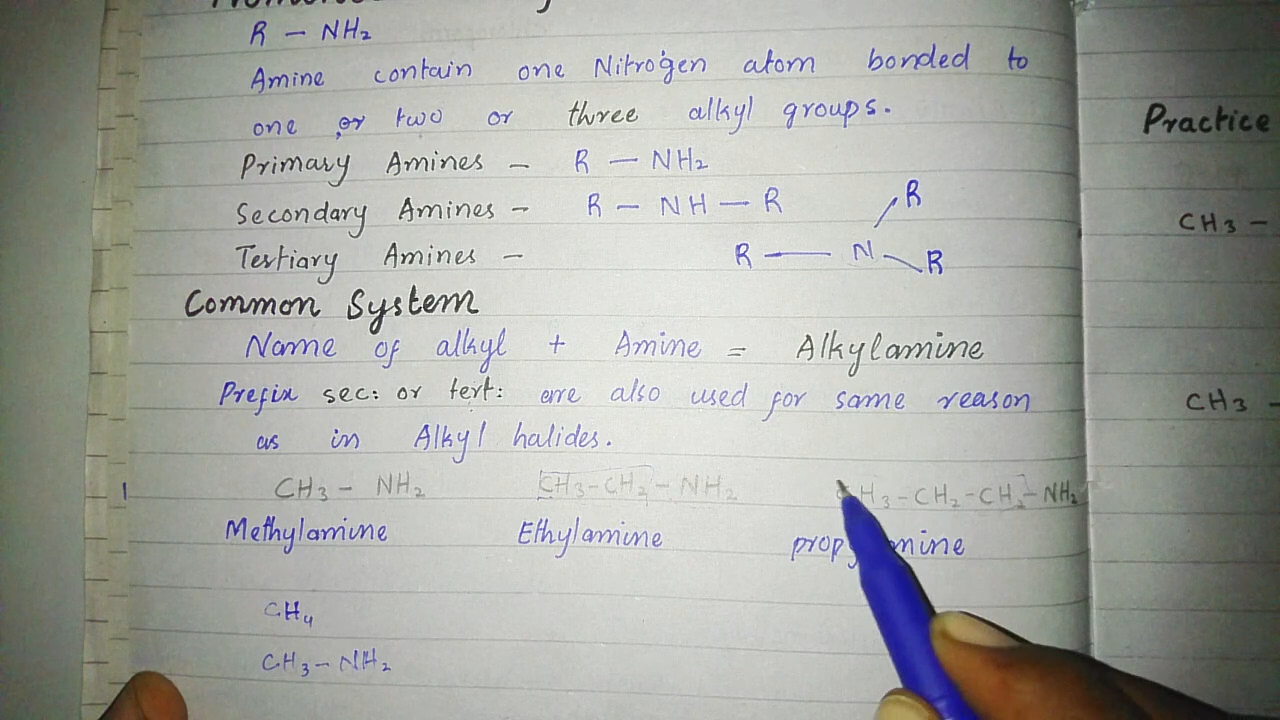 R - NH₂
Amine contain one Nitrogen atom bonded to
one or two or three alkyl groups.
Primary Amines - R - NH₂
Secondary Amines - R - NH - R
R
Tertiary Amines - R - N - R
Common System
Name of alkyl + Amine = Alkylamine
Prefix sec: or tert: are also used for same reason
as in Alkyl halides.
1 CH₃ - NH₂ CH₃-CH₂ - NH₂ CH₃-CH₂-CH₂-NH₂
Methylamine Ethylamine
CH₄
CH₃ - NH₂
Practice
CH₃ -
CH₃ -